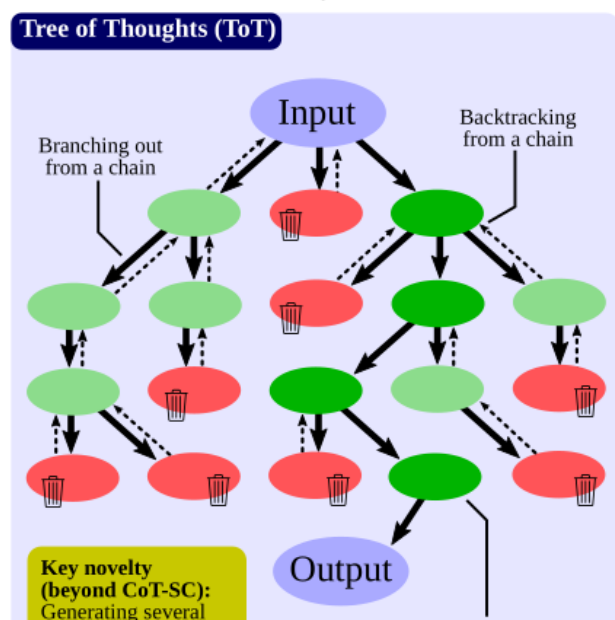 Tree of Thoughts (ToT)
Input
Branching out
from a chain
Backtracking
from a chain
Output
Key novelty
(beyond CoT-SC):
Generating several